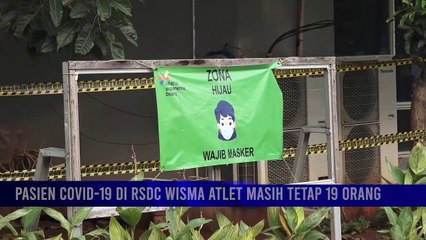 ZONA
HIJAU
WAJIB MASKER
PASIEN COVID-19 DI RSDC WISMA ATLET MASIH TETAP 19 ORANG